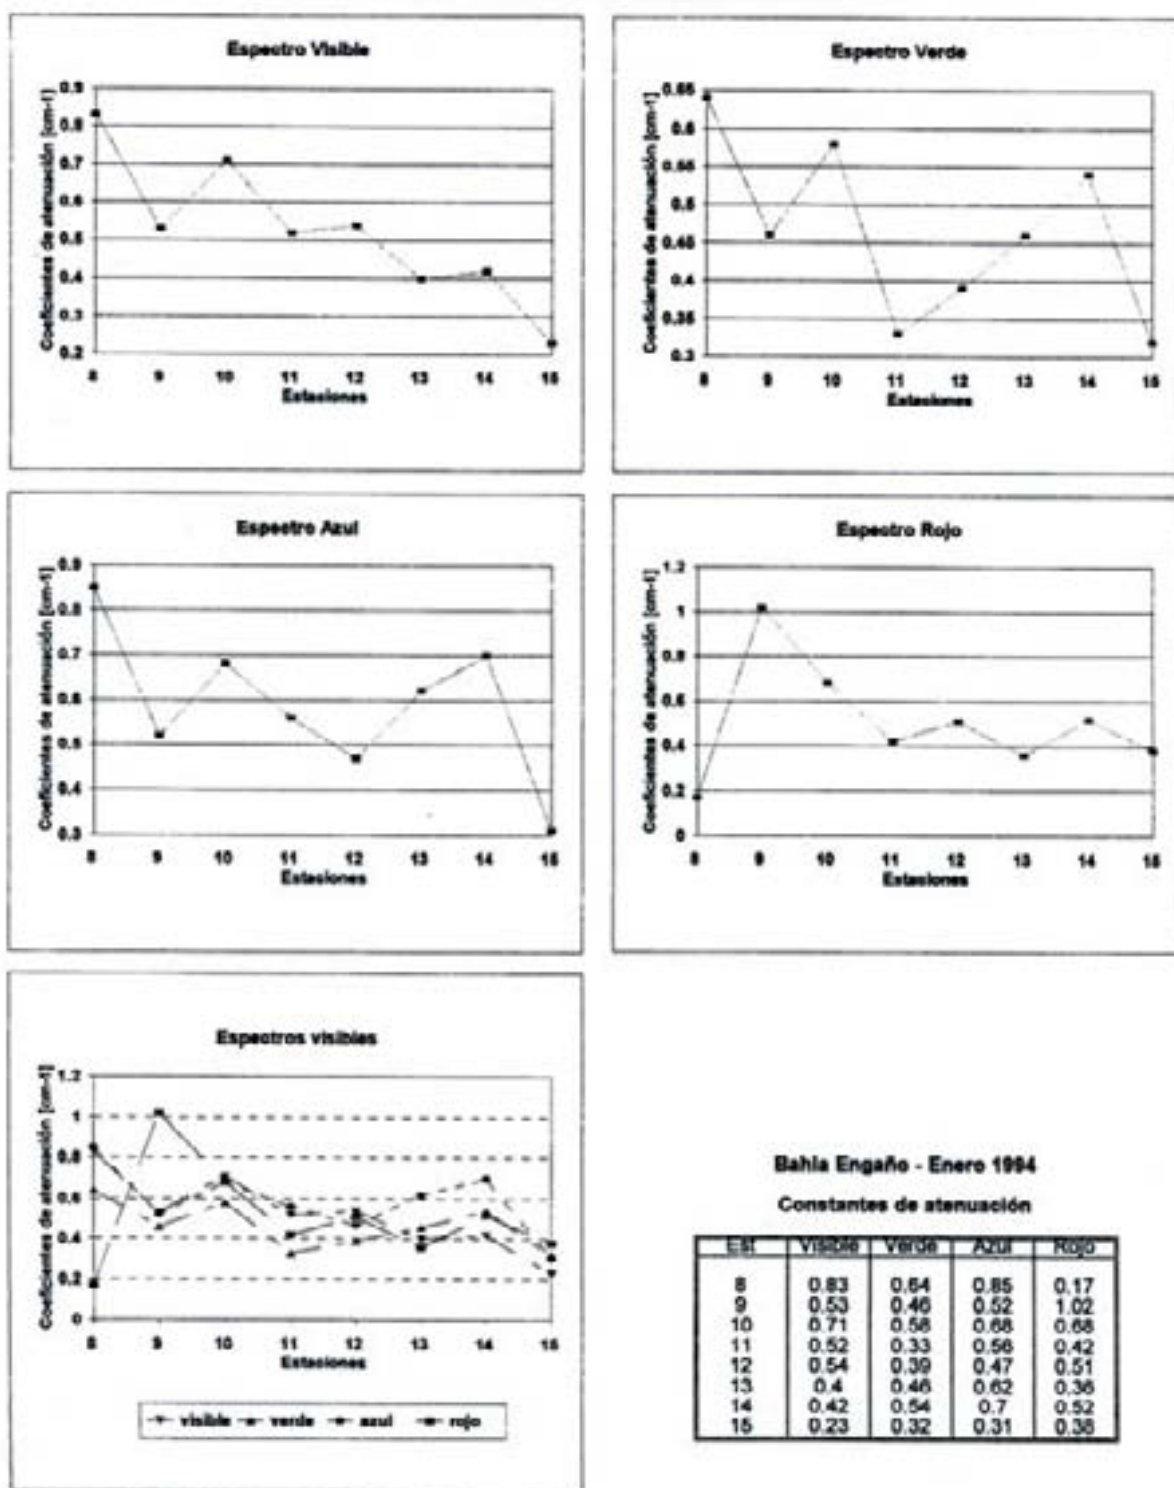 Espectro Visible
Coeficientes de atenuación [cm-1]
0.9
0.8
0.7
0.6
0.5
0.4
0.3
0.2
8 9 10 11 12 13 14 15
Estaciones
Espectro Verde
Coeficientes de atenuación [cm-1]
0.65
0.6
0.55
0.5
0.45
0.4
0.35
0.3
8 9 10 11 12 13 14 15
Estaciones
Espectro Azul
Coeficientes de atenuación [cm-1]
0.9
0.8
0.7
0.6
0.5
0.4
0.3
8 9 10 11 12 13 14 15
Estaciones
Espectro Rojo
Coeficientes de atenuación [cm-1]
1.2
1
0.8
0.6
0.4
0.2
0
8 9 10 11 12 13 14 15
Estaciones
Espectros visibles
Coeficientes de atenuación [cm-1]
1.2
1
0.8
0.6
0.4
0.2
0
8 9 10 11 12 13 14 15
Estaciones
visible verde azul rojo
Bahía Engaño - Enero 1994
Constantes de atenuación
Est Visible Verde Azul Rojo
8 0.83 0.64 0.85 0.17
9 0.53 0.46 0.52 1.02
10 0.71 0.58 0.68 0.68
11 0.52 0.33 0.56 0.42
12 0.54 0.39 0.47 0.51
13 0.4 0.46 0.62 0.36
14 0.42 0.54 0.7 0.52
15 0.23 0.32 0.31 0.38